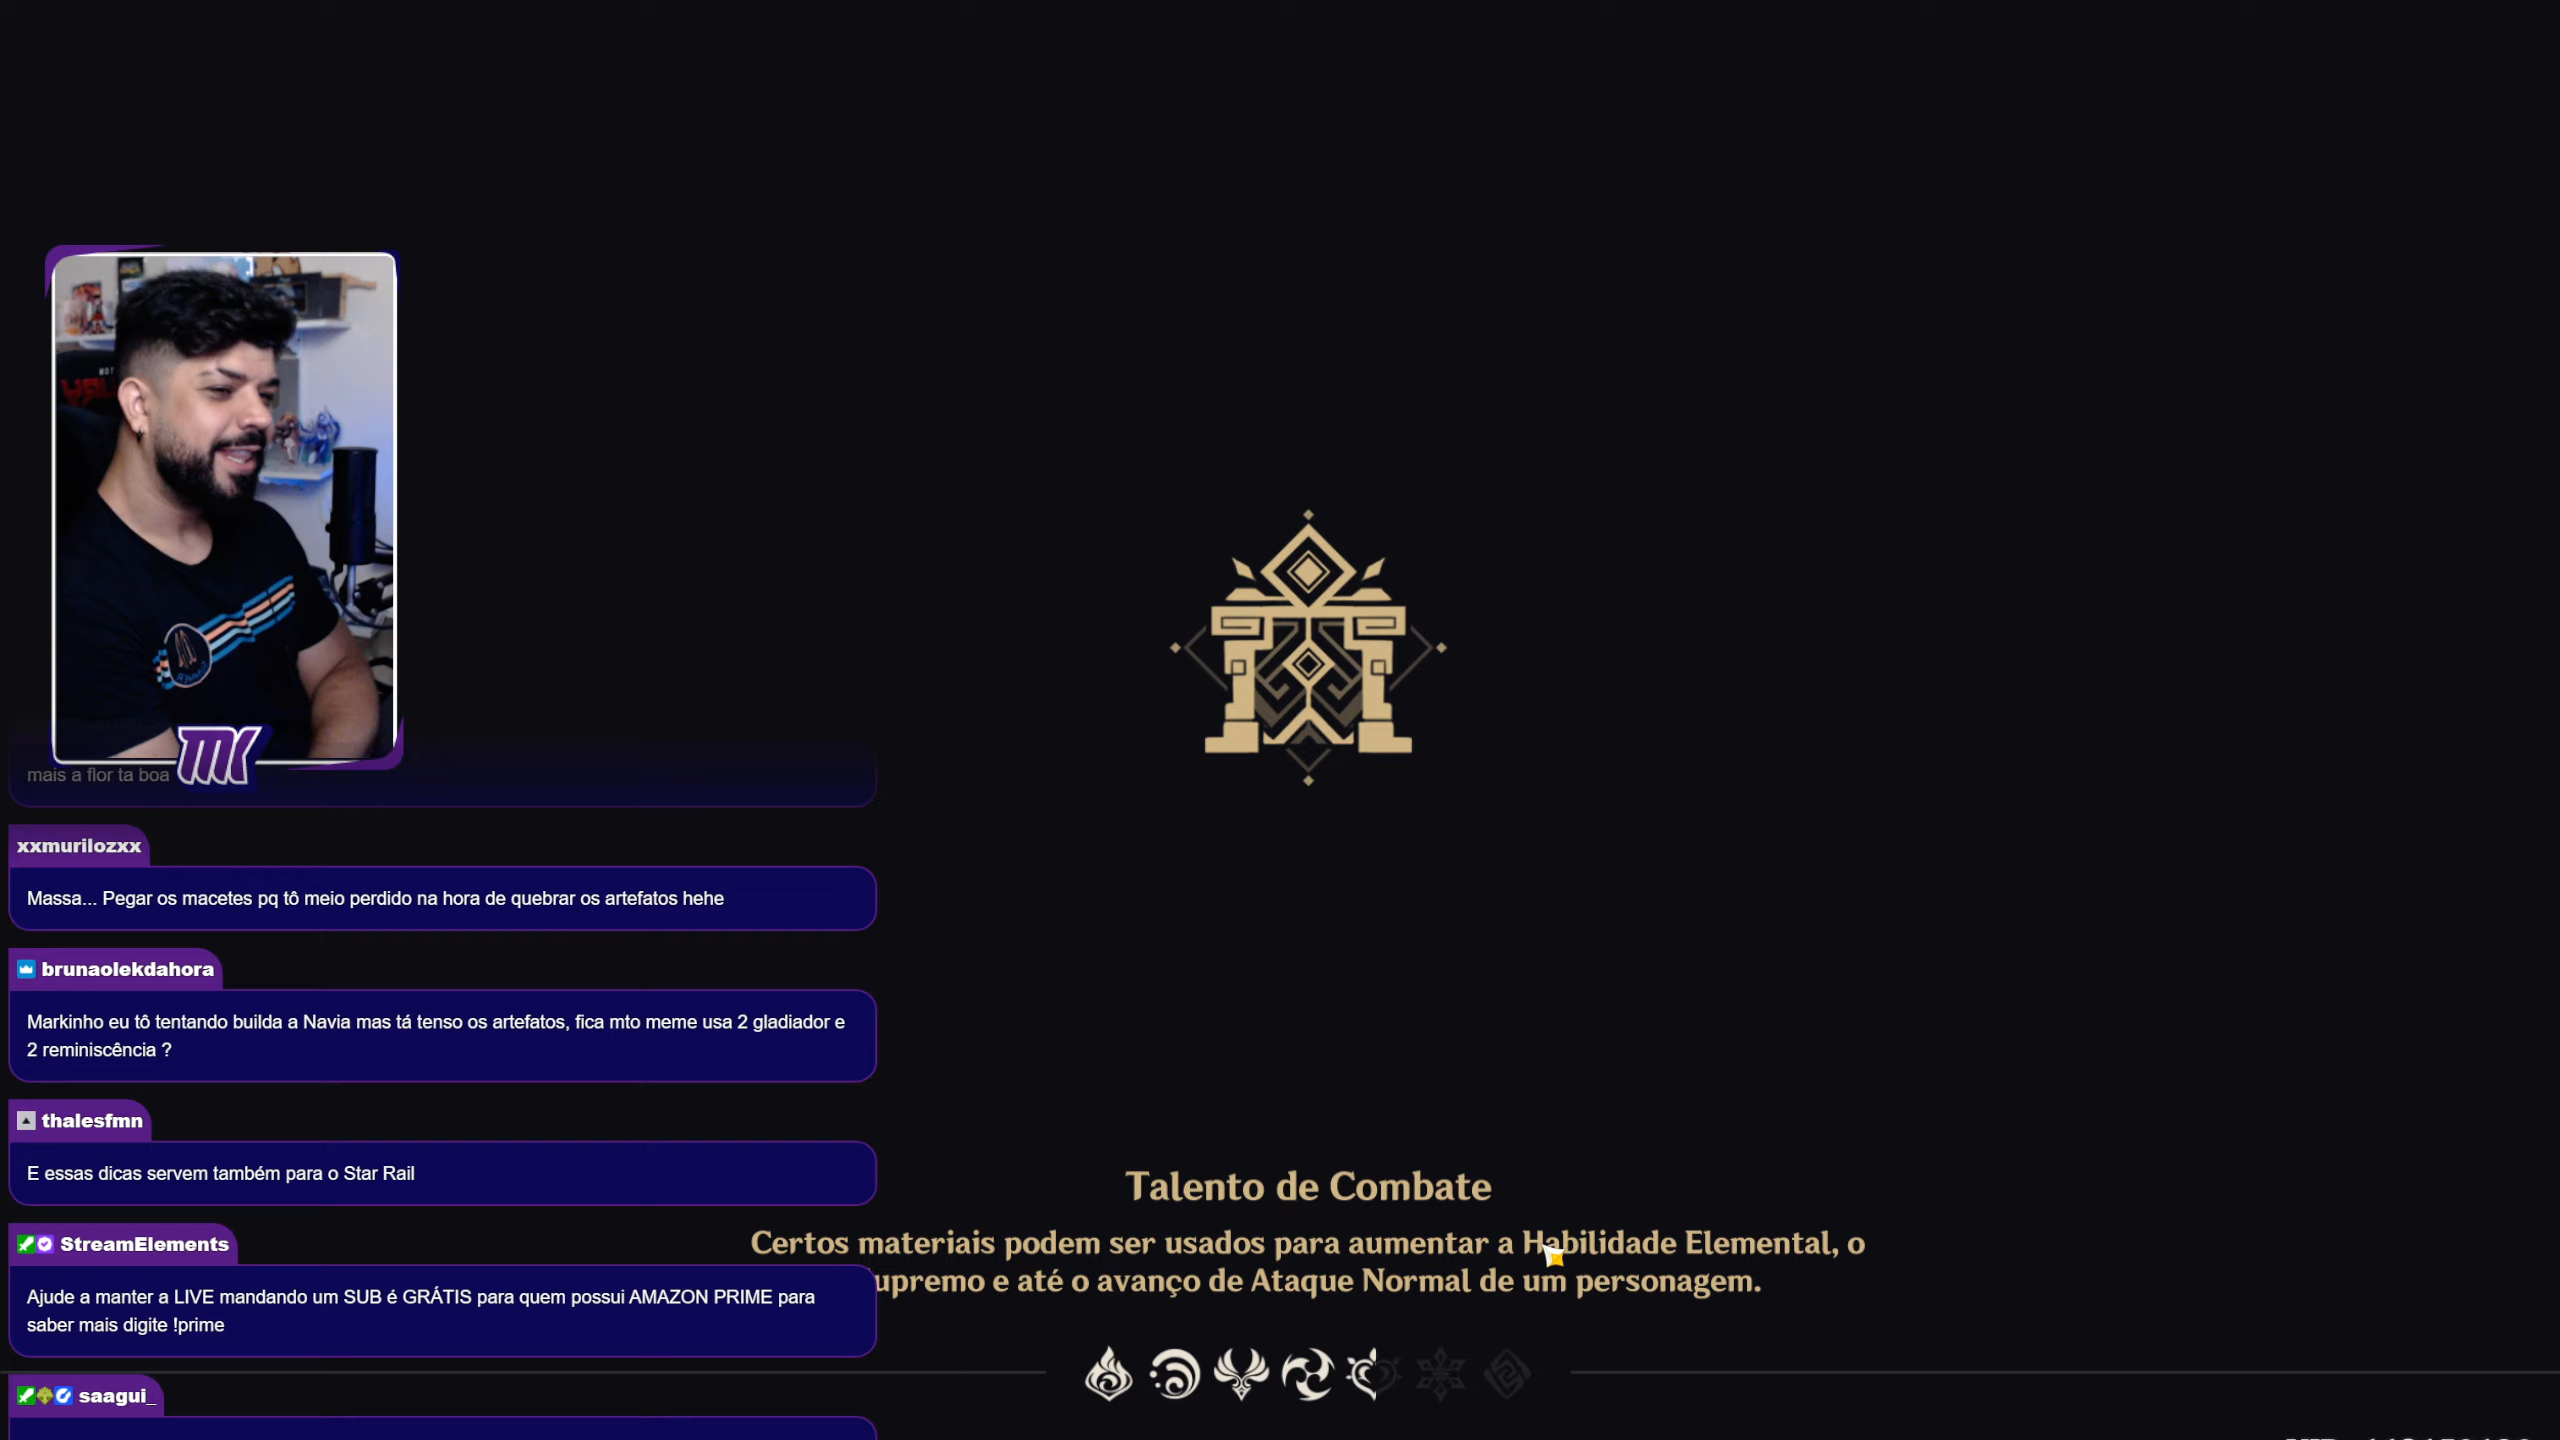 mais a flor ta boa
xxmurilozxx
Massa... Pegar os macetes pq tô meio perdido na hora de quebrar os artefatos hehe
brunaolekdahora
Markinho eu tô tentando builda a Navia mas tá tenso os artefatos, fica mto meme usa 2 gladiador e
2 reminiscência ?
thalesfmn
E essas dicas servem também para o Star Rail
StreamElements
Ajude a manter a LIVE mandando um SUB é GRÁTIS para quem possui AMAZON PRIME para
saber mais digite !prime
saagui_
Talento de Combate
Certos materiais podem ser usados para aumentar a Habilidade Elemental, o
upremo e até o avanço de Ataque Normal de um personagem.